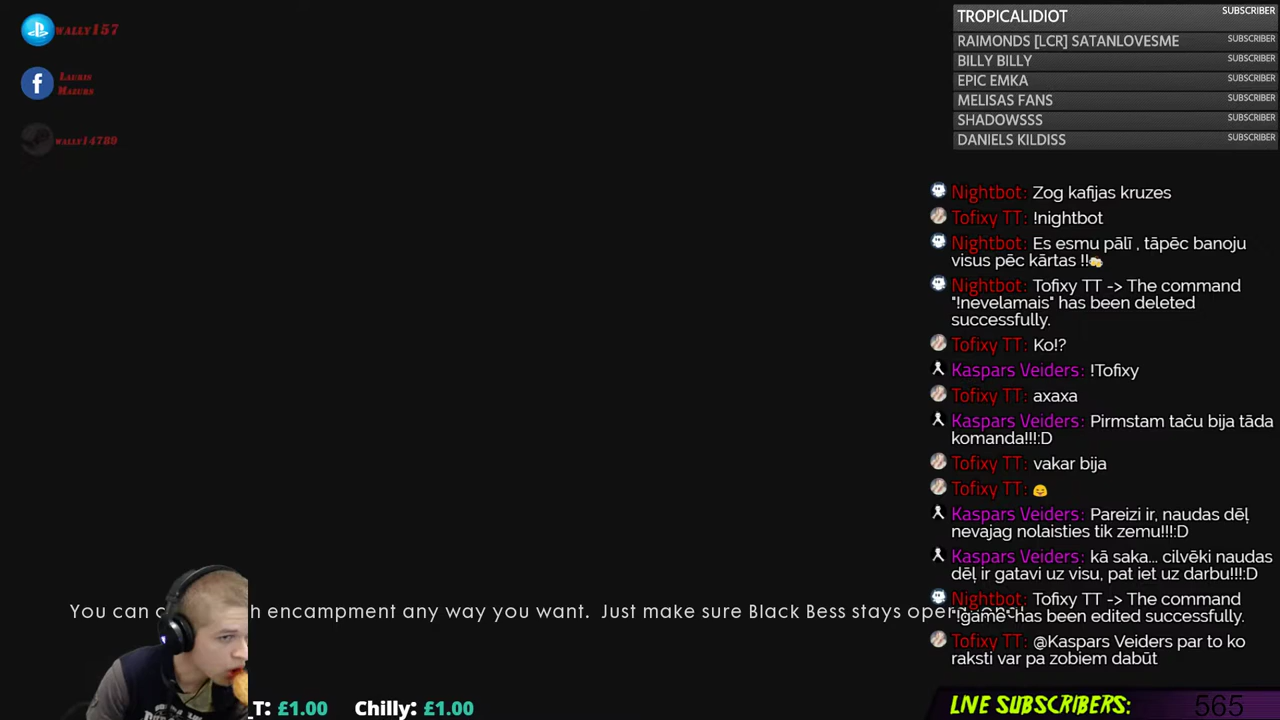 wally157
Lauris
Mazurs
wally14789
TROPICALIDIOT SUBSCRIBER
RAIMONDS [LCR] SATANLOVESME SUBSCRIBER
BILLY BILLY SUBSCRIBER
EPIC EMKA SUBSCRIBER
MELISAS FANS SUBSCRIBER
SHADOWSSS SUBSCRIBER
DANIELS KILDISS SUBSCRIBER
Nightbot: Zog kafijas kruzes
Tofixy TT: !nightbot
Nightbot: Es esmu pālī , tāpēc banoju
visus pēc kārtas !!🍻
Nightbot: Tofixy TT -> The command
"!nevelamais" has been deleted
successfully.
Tofixy TT: Ko!?
Kaspars Veiders: !Tofixy
Tofixy TT: axaxa
Kaspars Veiders: Pirmstam taču bija tāda
komanda!!!:D
Tofixy TT: vakar bija
Tofixy TT: 😊
Kaspars Veiders: Pareizi ir, naudas dēļ
nevajag nolaisties tik zemu!!!:D
Kaspars Veiders: kā saka... cilvēki naudas
dēļ ir gatavi uz visu, pat iet uz darbu!!!:D
Nightbot: Tofixy TT -> The command
"!game" has been edited successfully.
Tofixy TT: @Kaspars Veiders par to ko
raksti var pa zobiem dabūt
You can encampment any way you want. Just make sure Black Bess stays
T: £1.00 Chilly: £1.00
LIVE SUBSCRIBERS: 565